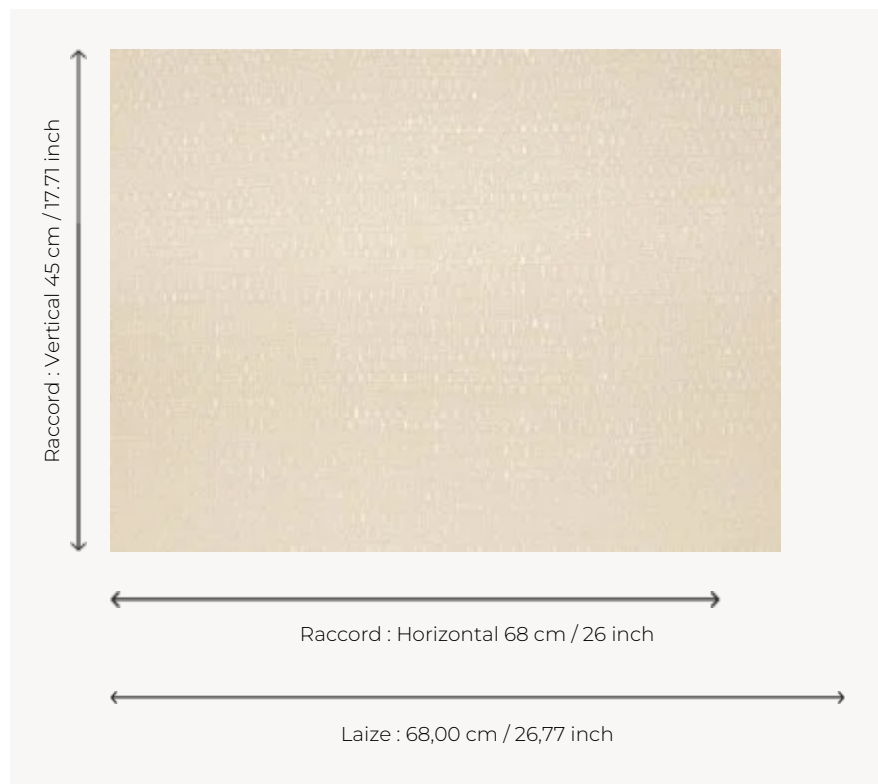 Raccord : Vertical 45 cm / 17.71 inch
Raccord : Horizontal 68 cm / 26 inch
Laize : 68,00 cm / 26,77 inch